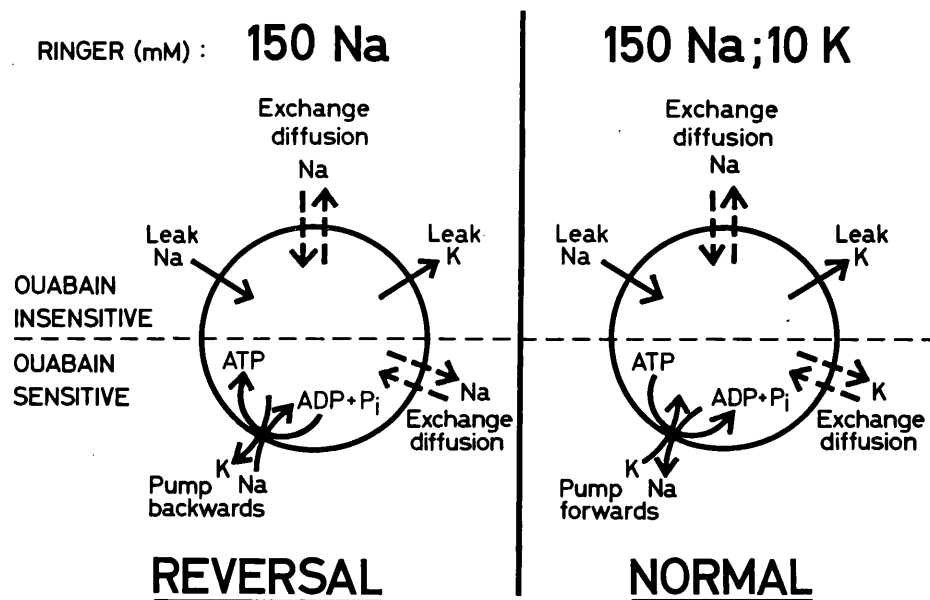 RINGER (mM) : 150 Na 150 Na ; 10 K
Exchange
diffusion
Na
Leak
Na
Leak
K
OUABAIN
INSENSITIVE
OUABAIN
SENSITIVE
ATP
ADP+Pi
Na
Exchange
diffusion
K
Na
Pump
backwards
REVERSAL
Exchange
diffusion
Na
Leak
Na
Leak
K
ATP
ADP+Pi
K
Exchange
diffusion
K
Na
Pump
forwards
NORMAL